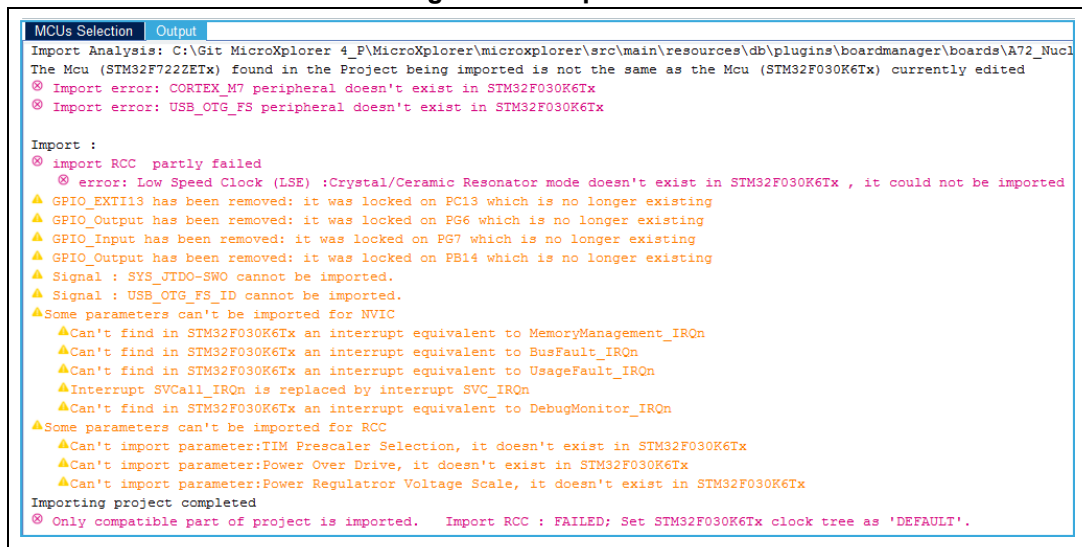 MCUs Selection Output
Import Analysis: C:\Git MicroXplorer 4_P\MicroXplorer\microxplorer\src\main\resources\db\plugins\boardmanager\boards\A72_Nucl
The Mcu (STM32F722ZETx) found in the Project being imported is not the same as the Mcu (STM32F030K6Tx) currently edited
Import error: CORTEX_M7 peripheral doesn't exist in STM32F030K6Tx
Import error: USB_OTG_FS peripheral doesn't exist in STM32F030K6Tx
Import :
import RCC partly failed
error: Low Speed Clock (LSE) :Crystal/Ceramic Resonator mode doesn't exist in STM32F030K6Tx , it could not be imported
GPIO_EXTI13 has been removed: it was locked on PC13 which is no longer existing
GPIO_Output has been removed: it was locked on PG6 which is no longer existing
GPIO_Input has been removed: it was locked on PG7 which is no longer existing
GPIO_Output has been removed: it was locked on PB14 which is no longer existing
Signal : SYS_JTDO-SWO cannot be imported.
Signal : USB_OTG_FS_ID cannot be imported.
Some parameters can't be imported for NVIC
Can't find in STM32F030K6Tx an interrupt equivalent to MemoryManagement_IRQn
Can't find in STM32F030K6Tx an interrupt equivalent to BusFault_IRQn
Can't find in STM32F030K6Tx an interrupt equivalent to UsageFault_IRQn
Interrupt SVCall_IRQn is replaced by interrupt SVC_IRQn
Can't find in STM32F030K6Tx an interrupt equivalent to DebugMonitor_IRQn
Some parameters can't be imported for RCC
Can't import parameter:TIM Prescaler Selection, it doesn't exist in STM32F030K6Tx
Can't import parameter:Power Over Drive, it doesn't exist in STM32F030K6Tx
Can't import parameter:Power Regulatror Voltage Scale, it doesn't exist in STM32F030K6Tx
Importing project completed
Only compatible part of project is imported. Import RCC : FAILED; Set STM32F030K6Tx clock tree as 'DEFAULT'.